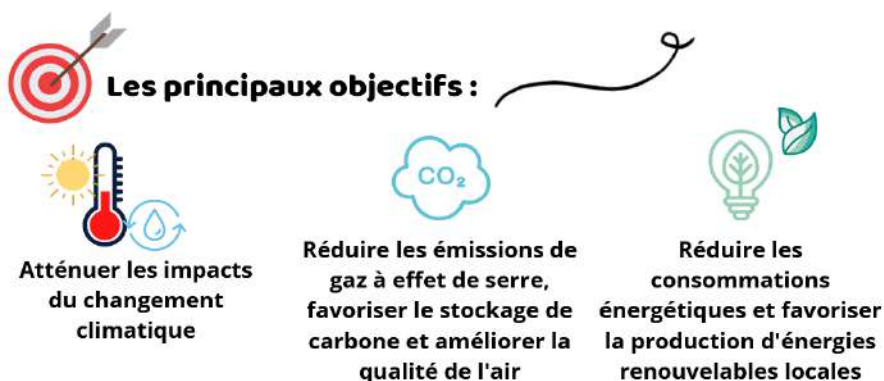 Les principaux objectifs :
Atténuer les impacts
du changement
climatique
CO₂
Réduire les émissions de
gaz à effet de serre,
favoriser le stockage de
carbone et améliorer la
qualité de l'air
Réduire les
consommations
énergétiques et favoriser
la production d'énergies
renouvelables locales